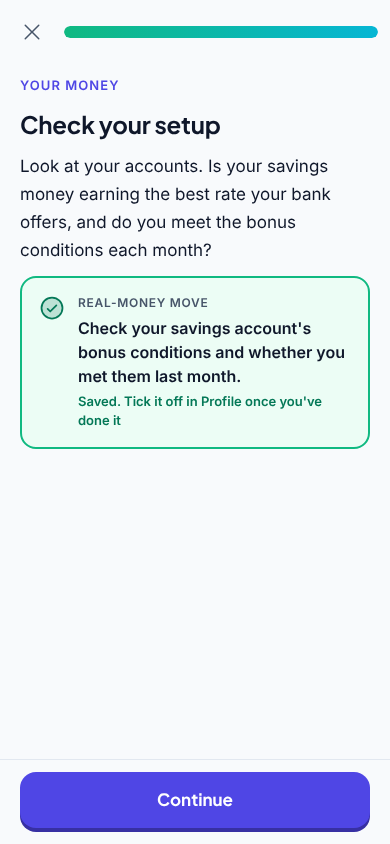 YOUR MONEY
Check your setup
Look at your accounts. Is your savings
money earning the best rate your bank
offers, and do you meet the bonus
conditions each month?
REAL-MONEY MOVE
Check your savings account's
bonus conditions and whether you
met them last month.
Saved. Tick it off in Profile once you've
done it
Continue